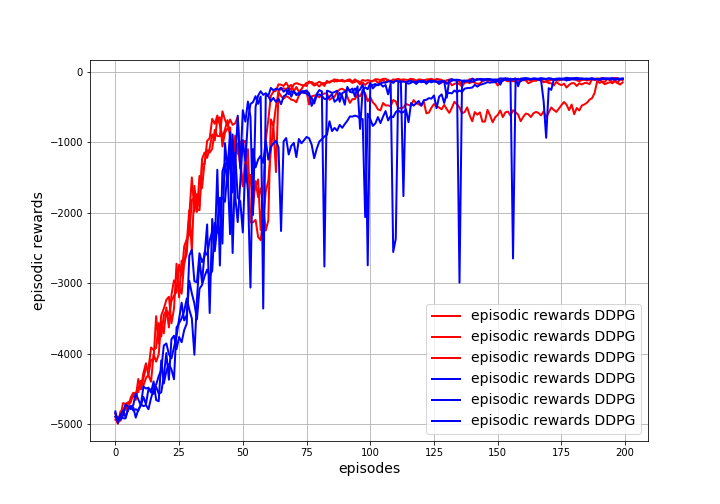 0
−1000
−2000
−3000
−4000
−5000
episodic rewards
0
25
50
75
100
125
150
175
200
episodes
episodic rewards DDPG
episodic rewards DDPG
episodic rewards DDPG
episodic rewards DDPG
episodic rewards DDPG
episodic rewards DDPG